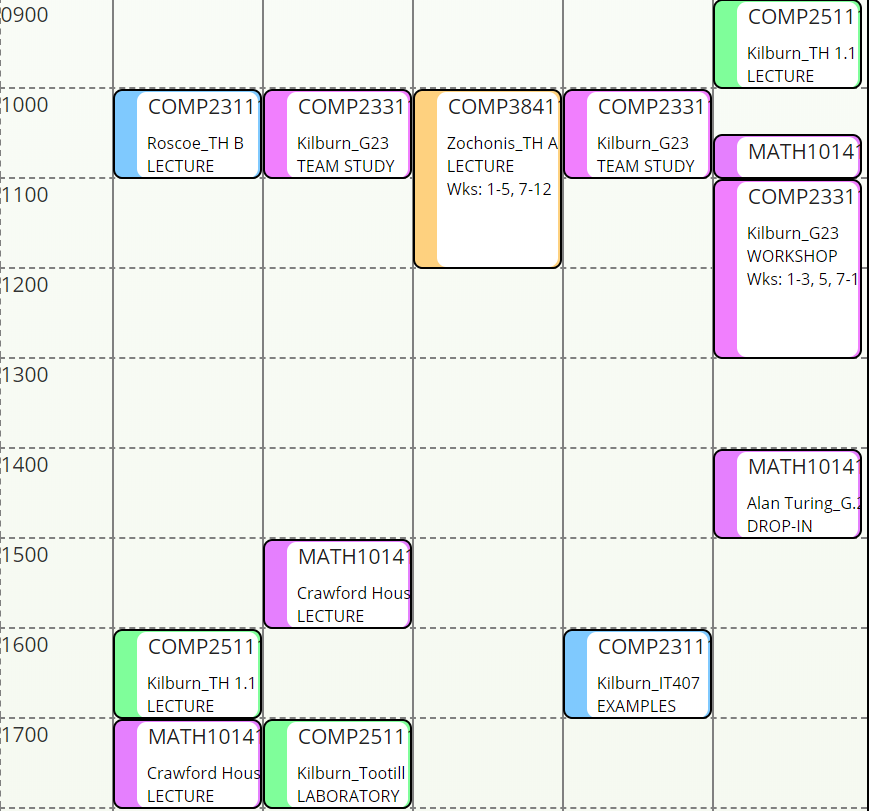 0900
COMP2511
Kilburn_TH 1.1
LECTURE
1000
COMP2311
Roscoe_TH B
LECTURE
COMP2331
Kilburn_G23
TEAM STUDY
COMP3841
Zochonis_TH A
LECTURE
Wks: 1-5, 7-12
COMP2331
Kilburn_G23
TEAM STUDY
MATH1014
1100
COMP2331
Kilburn_G23
WORKSHOP
Wks: 1-3, 5, 7-1
1200
1300
1400
MATH1014
Alan Turing_G.2
DROP-IN
1500
MATH1014
Crawford Hous
LECTURE
1600
COMP2511
Kilburn_TH 1.1
LECTURE
COMP2311
Kilburn_IT407
EXAMPLES
1700
MATH1014
Crawford Hous
LECTURE
COMP2511
Kilburn_Tootill
LABORATORY